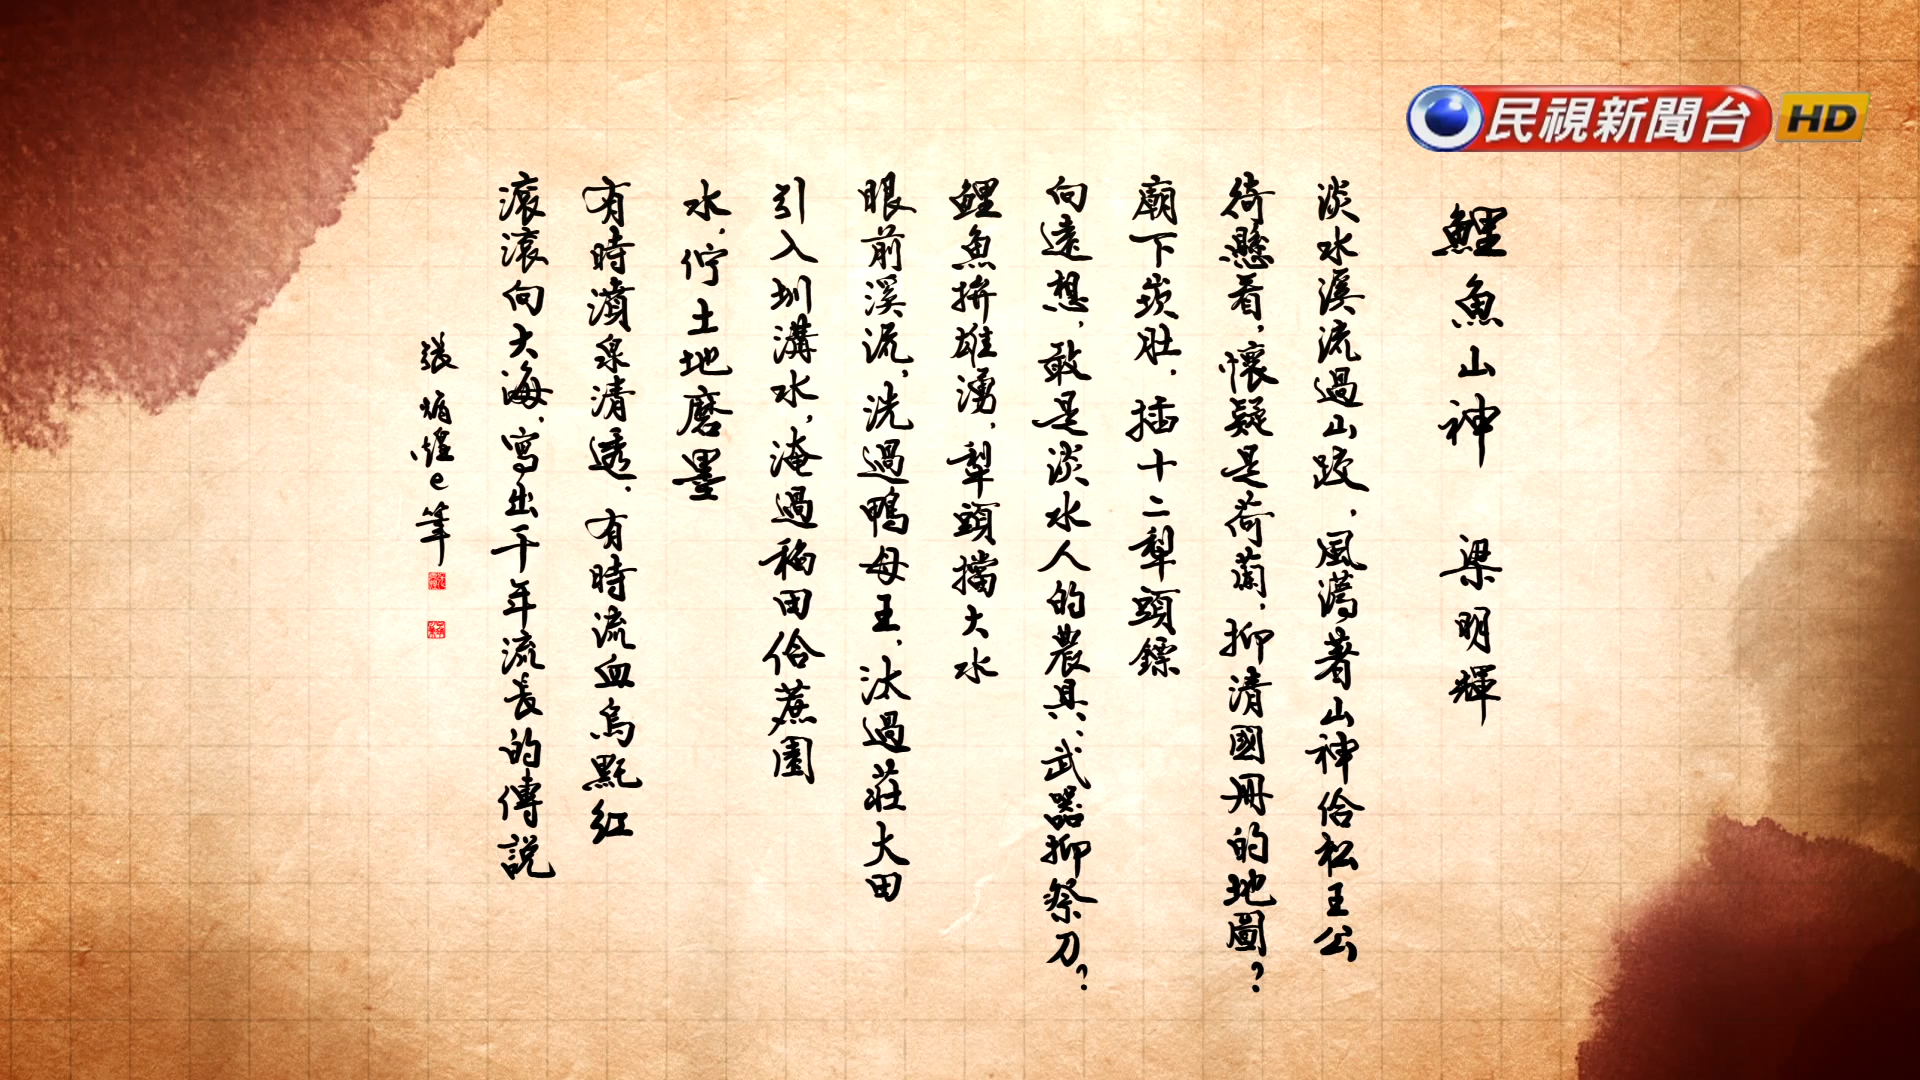 民視新聞台 HD
鯉魚山神 梁明輝
淡水溪流過山跤,風薦著山神佮松王公
徛懸看,懷疑是荷蘭,抑清國冊的地圖?
廟下崁肚,插十二犁頭鏢
向遠想,敢是淡水人的農具、武器抑祭刀?
鯉魚拚雄湧,犁頭擋大水
眼前溪流,洗過鴨母王,汰過莊大田
引入圳溝水,淹過稻田佮蔗園
水,佇土地磨墨
有時濆泉清透,有時流血烏黗紅
滾滾向大海,寫出千年流長的傳說
張炳煌e筆